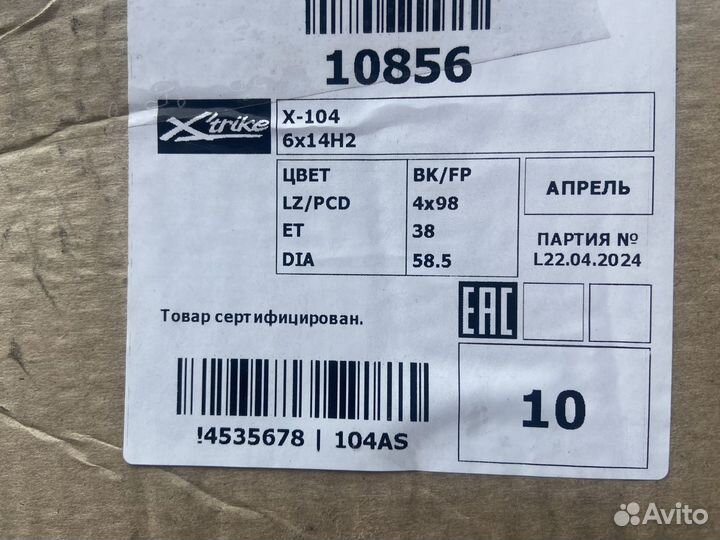 10856
X'trike
X-104
6x14H2
ЦВЕТ BK/FP
LZ/PCD 4x98
ET 38
DIA 58.5
АПРЕЛЬ
ПАРТИЯ №
L22.04.2024
Товар сертифицирован.
EAC
!4535678 | 104AS
10
Avito